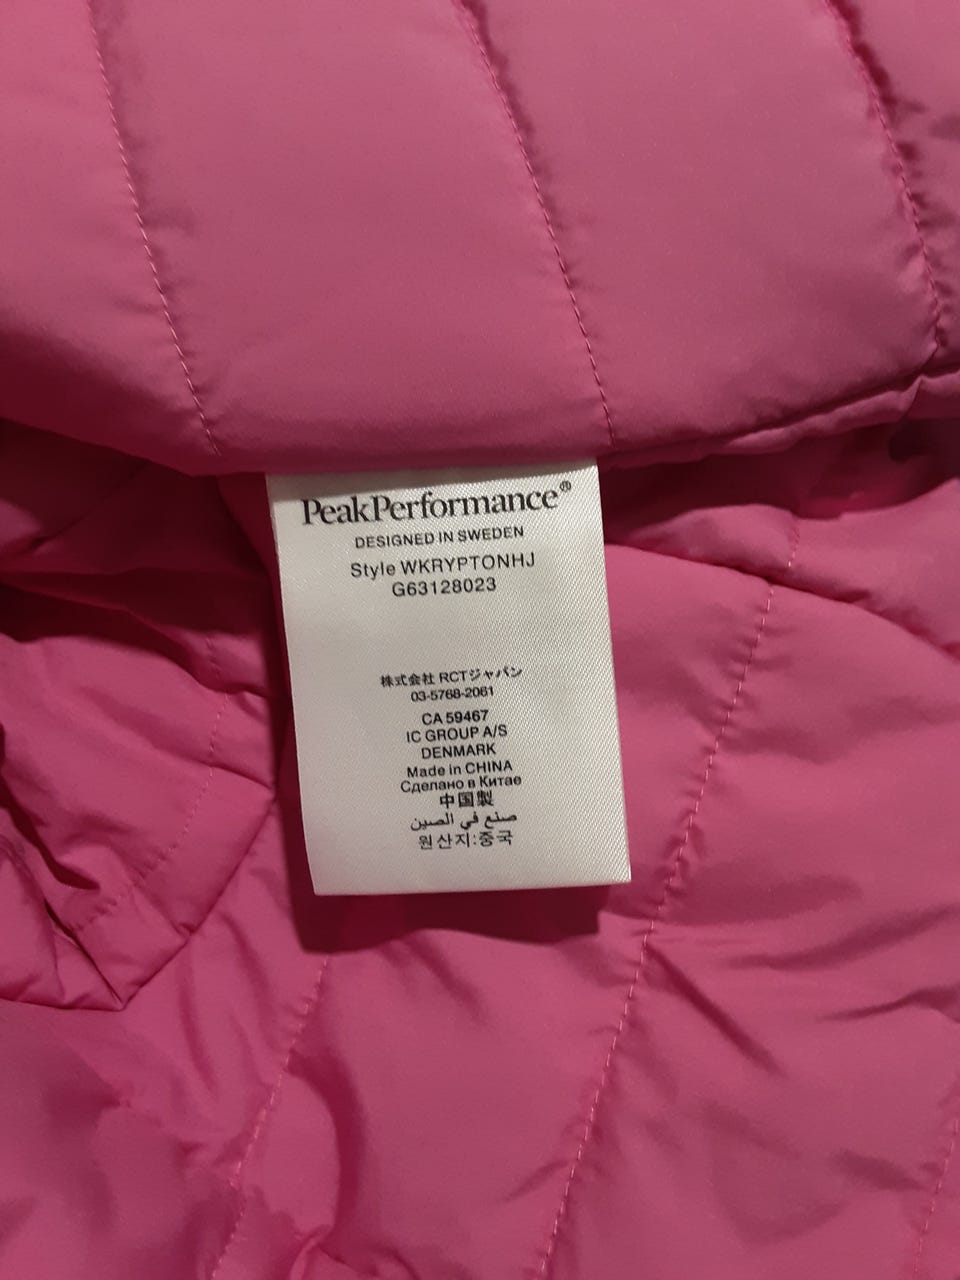 PeakPerformance®
DESIGNED IN SWEDEN
Style WKRYPTONHJ
G63128023
株式会社 RCTジャパン
03-5768-2061
CA 59467
IC GROUP A/S
DENMARK
Made in CHINA
Сделано в Китае
中国製
صنع في الصين
원산지:중국